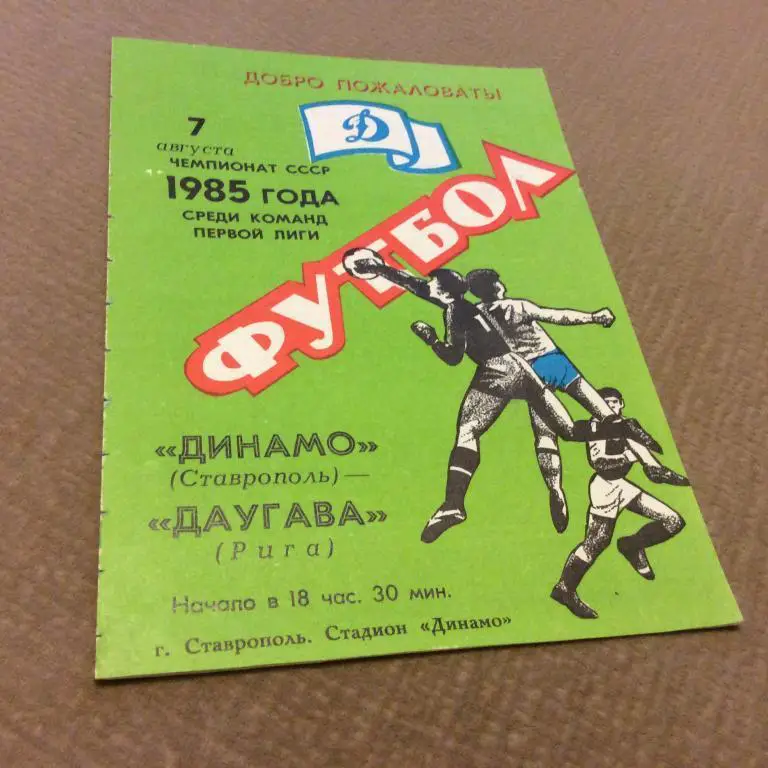 ДОБРО ПОЖАЛОВАТЬ!
Д
7
августа
ЧЕМПИОНАТ СССР
1985 ГОДА
СРЕДИ КОМАНД
ПЕРВОЙ ЛИГИ
ФУТБОЛ
1
«ДИНАМО»
(Ставрополь) —
«ДАУГАВА»
(Рига)
Начало в 18 час. 30 мин.
г. Ставрополь. Стадион «Динамо»